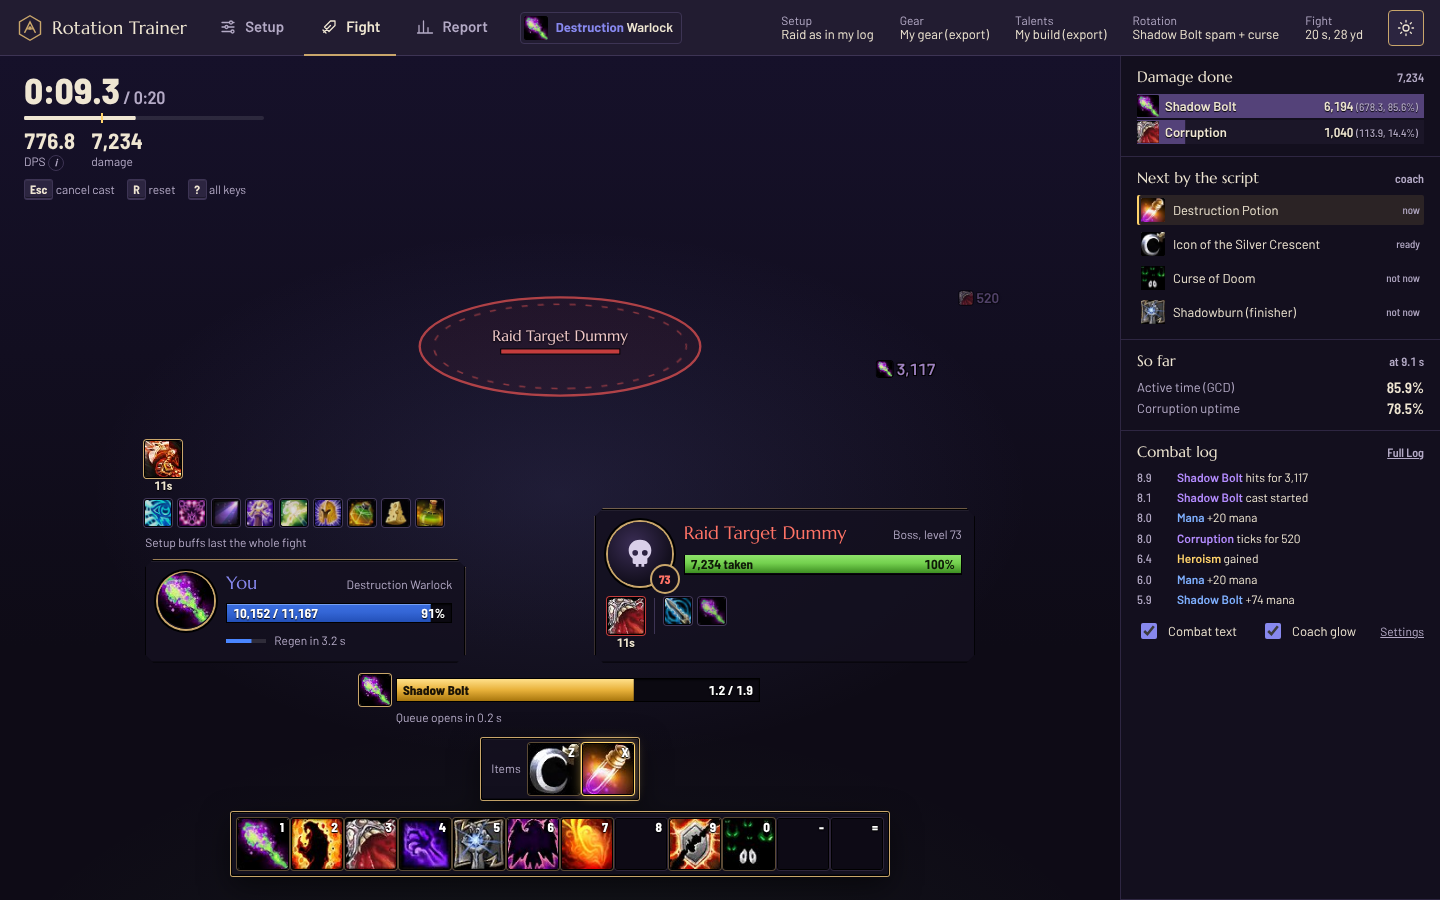 Rotation Trainer
Setup
Fight
Report
Destruction Warlock
Setup
Raid as in my log
Gear
My gear (export)
Talents
My build (export)
Rotation
Shadow Bolt spam + curse
Fight
20 s, 28 yd
0:09.3 / 0:20
776.8 7,234
DPS i damage
Esc cancel cast R reset ? all keys
Raid Target Dummy
520
3,117
11s
Setup buffs last the whole fight
You Destruction Warlock
10,152 / 11,167 91%
Regen in 3.2 s
Raid Target Dummy Boss, level 73
7,234 taken 100%
73
11s
Shadow Bolt 1.2 / 1.9
Queue opens in 0.2 s
Items Z X
1 2 3 4 5 6 7 8 9 0 - =
Damage done 7,234
Shadow Bolt 6,194 (678.3, 85.6%)
Corruption 1,040 (113.9, 14.4%)
Next by the script coach
Destruction Potion now
Icon of the Silver Crescent ready
Curse of Doom not now
Shadowburn (finisher) not now
So far at 9.1 s
Active time (GCD) 85.9%
Corruption uptime 78.5%
Combat log Full Log
8.9 Shadow Bolt hits for 3,117
8.1 Shadow Bolt cast started
8.0 Mana +20 mana
8.0 Corruption ticks for 520
6.4 Heroism gained
6.0 Mana +20 mana
5.9 Shadow Bolt +74 mana
Combat text Coach glow Settings